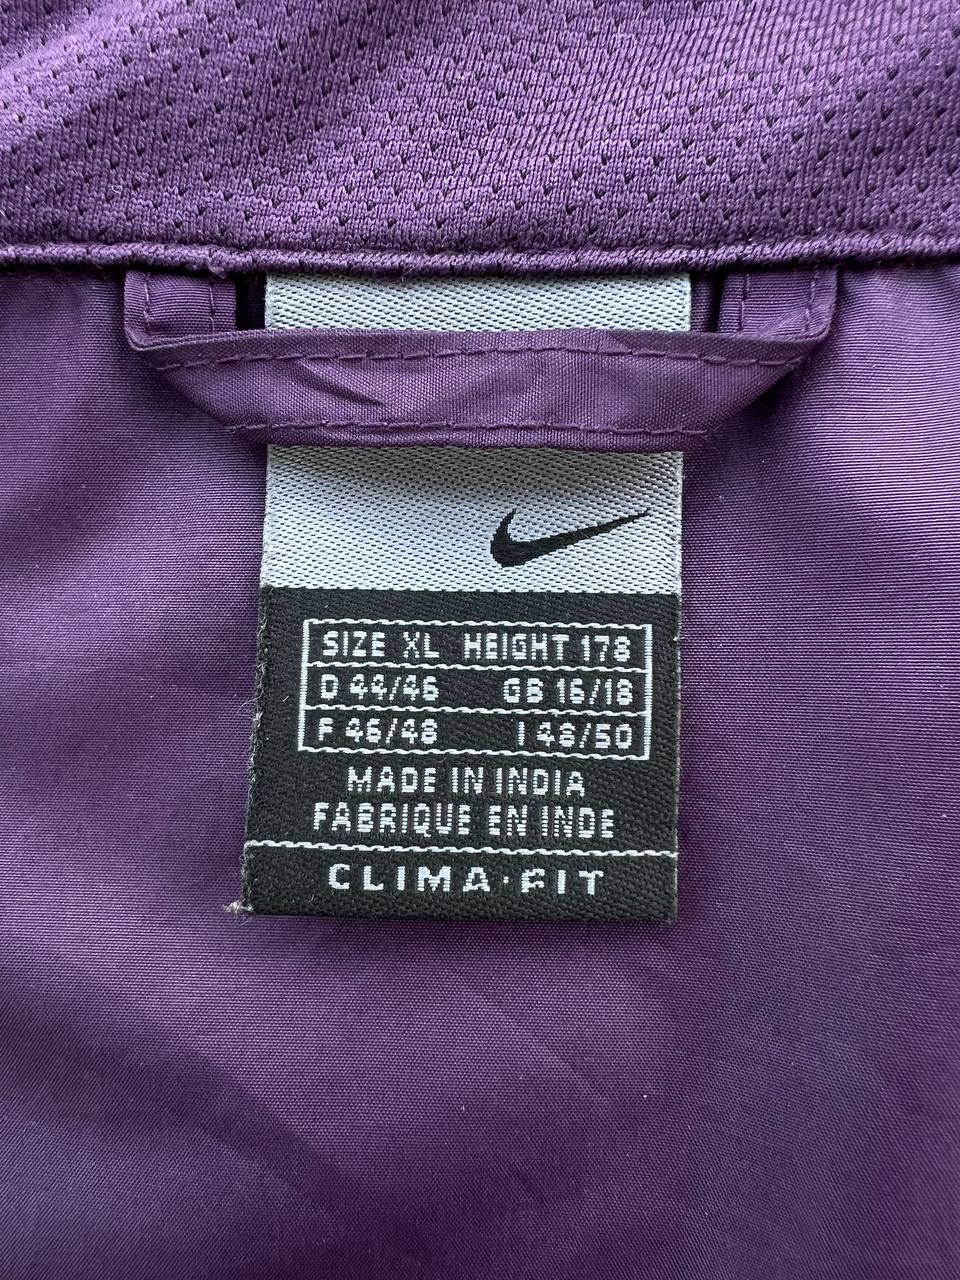 SIZE XL HEIGHT 178
D 44/46 GB 16/18
F 46/48 I 48/50
MADE IN INDIA
FABRIQUE EN INDE
CLIMA·FIT